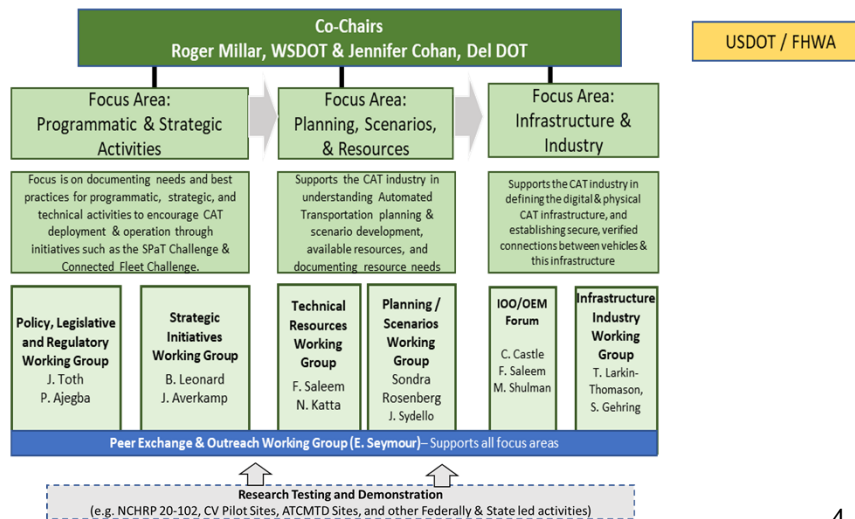 Co-Chairs
Roger Millar, WSDOT & Jennifer Cohan, Del DOT
USDOT / FHWA
Focus Area:
Programmatic & Strategic
Activities
Focus Area:
Planning, Scenarios,
& Resources
Focus Area:
Infrastructure &
Industry
Focus is on documenting needs and best
practices for programmatic, strategic, and
technical activities to encourage CAT
deployment & operation through
initiatives such as the SPaT Challenge &
Connected Fleet Challenge.
Supports the CAT industry in
understanding Automated
Transportation planning &
scenario development,
available resources, and
documenting resource needs
Supports the CAT industry in
defining the digital & physical
CAT infrastructure, and
establishing secure, verified
connections between vehicles &
this infrastructure
Policy, Legislative
and Regulatory
Working Group
J. Toth
P. Ajegba
Strategic
Initiatives
Working Group
B. Leonard
J. Averkamp
Technical
Resources
Working
Group
F. Saleem
N. Katta
Planning /
Scenarios
Working
Group
Sondra
Rosenberg
J. Sydello
IOO/OEM
Forum
C. Castle
F. Saleem
M. Shulman
Infrastructure
Industry
Working
Group
T. Larkin-
Thomason,
S. Gehring
Peer Exchange & Outreach Working Group (E. Seymour)– Supports all focus areas
Research Testing and Demonstration
(e.g. NCHRP 20-102, CV Pilot Sites, ATCMTD Sites, and other Federally & State led activities)
4